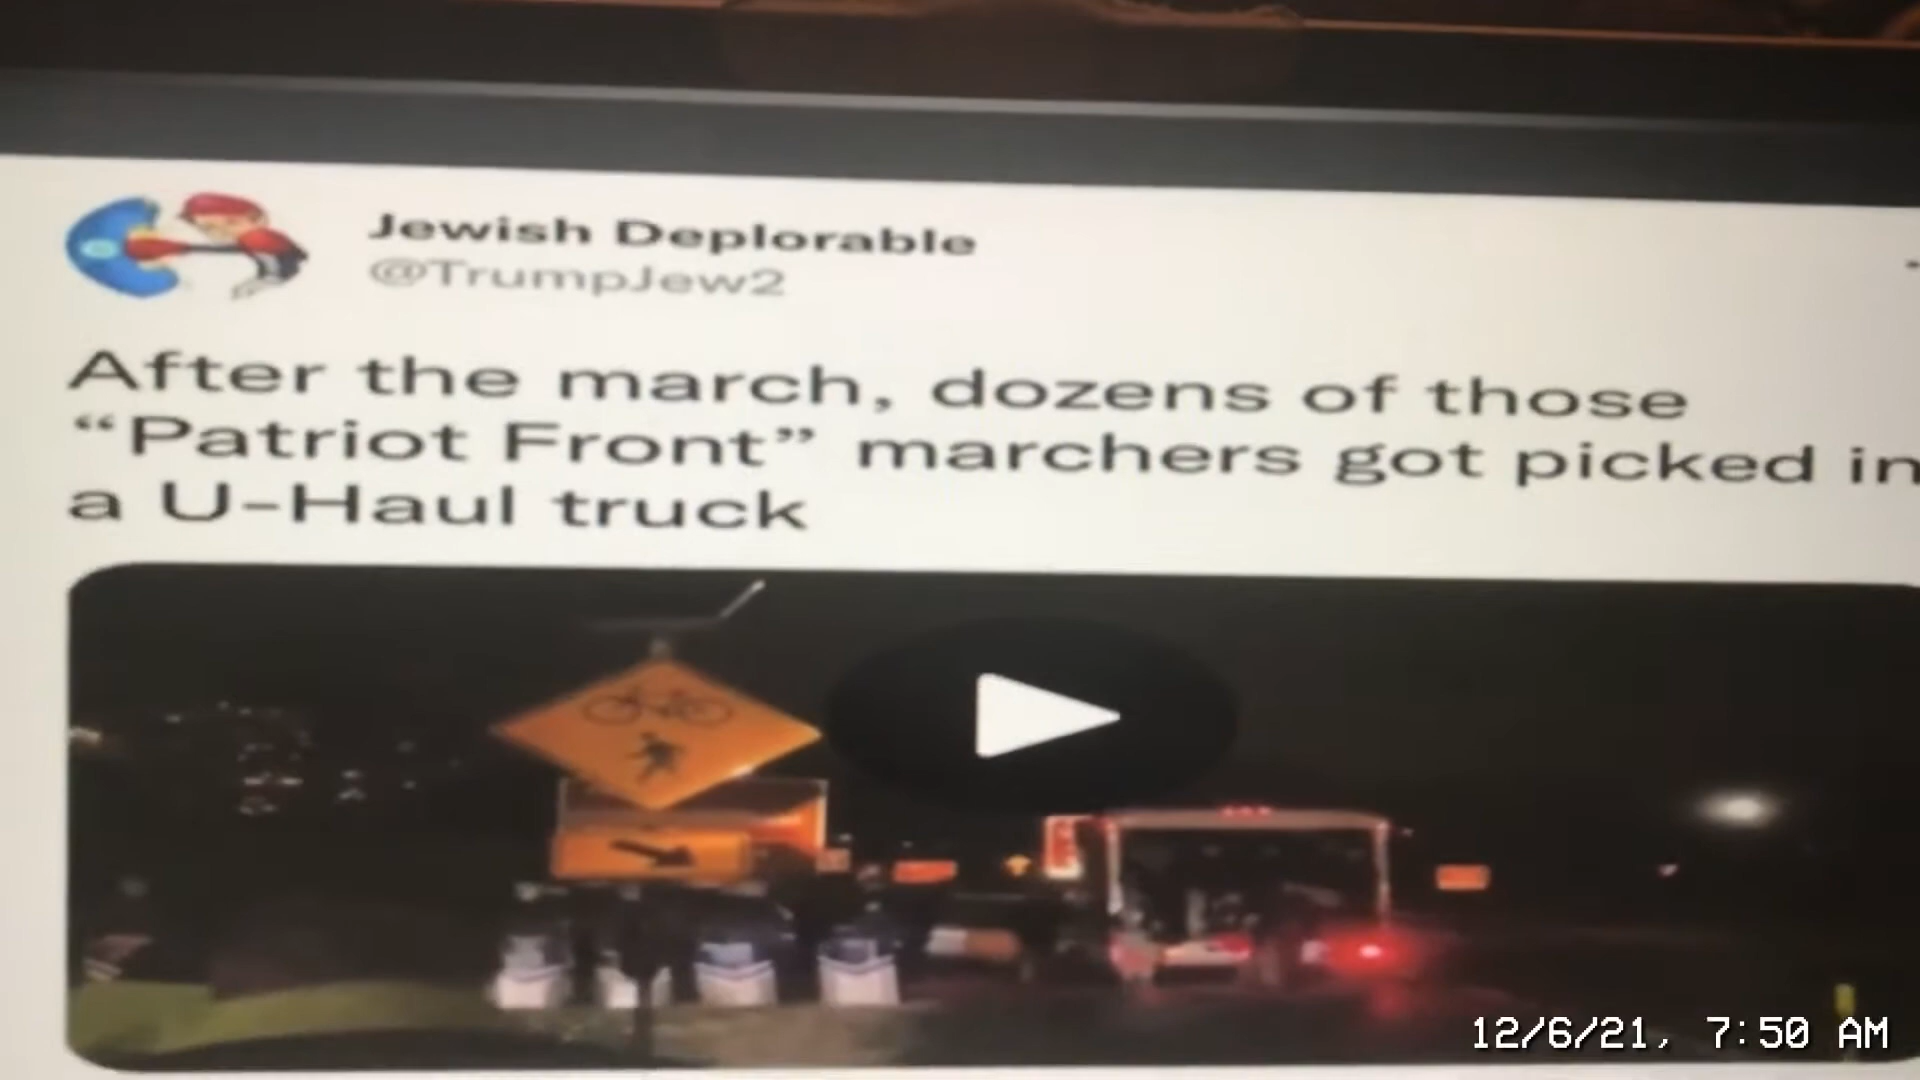 Jewish Deplorable
@TrumpJew2
After the march, dozens of those
“Patriot Front” marchers got picked in
a U-Haul truck
12/6/21, 7:50 AM